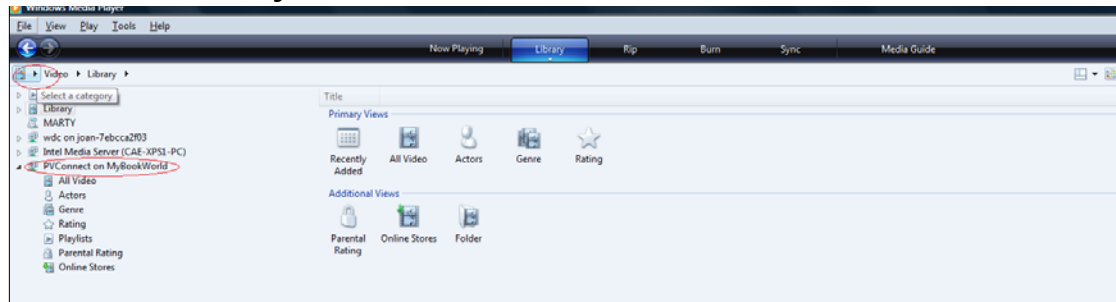 Windows Media Player
File View Play Tools Help
Now Playing Library Rip Burn Sync Media Guide
Video Library
Select a category
Title
Library
MARTY
wdc on joan-7ebcca2f03
Intel Media Server (CAE-XPS1-PC)
PVConnect on MyBookWorld
All Video
Actors
Genre
Rating
Playlists
Parental Rating
Online Stores
Primary Views
Recently Added
All Video
Actors
Genre
Rating
Additional Views
Parental Rating
Online Stores
Folder